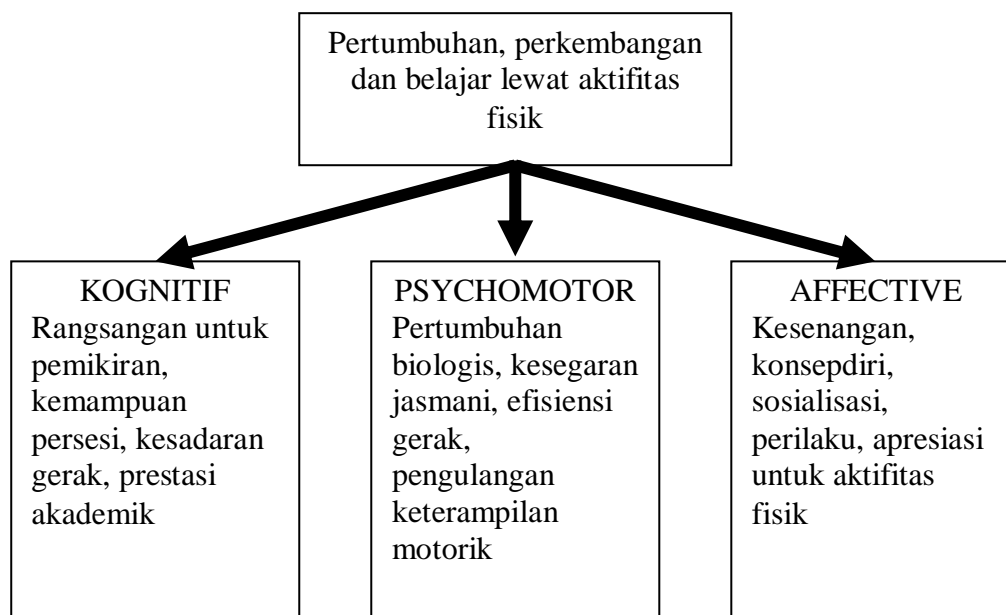 Pertumbuhan, perkembangan
dan belajar lewat aktifitas
fisik
KOGNITIF
Rangsangan untuk
pemikiran,
kemampuan
persesi, kesadaran
gerak, prestasi
akademik
PSYCHOMOTOR
Pertumbuhan
biologis, kesegaran
jasmani, efisiensi
gerak,
pengulangan
keterampilan
motorik
AFFECTIVE
Kesenangan,
konsepdiri,
sosialisasi,
perilaku, apresiasi
untuk aktifitas
fisik